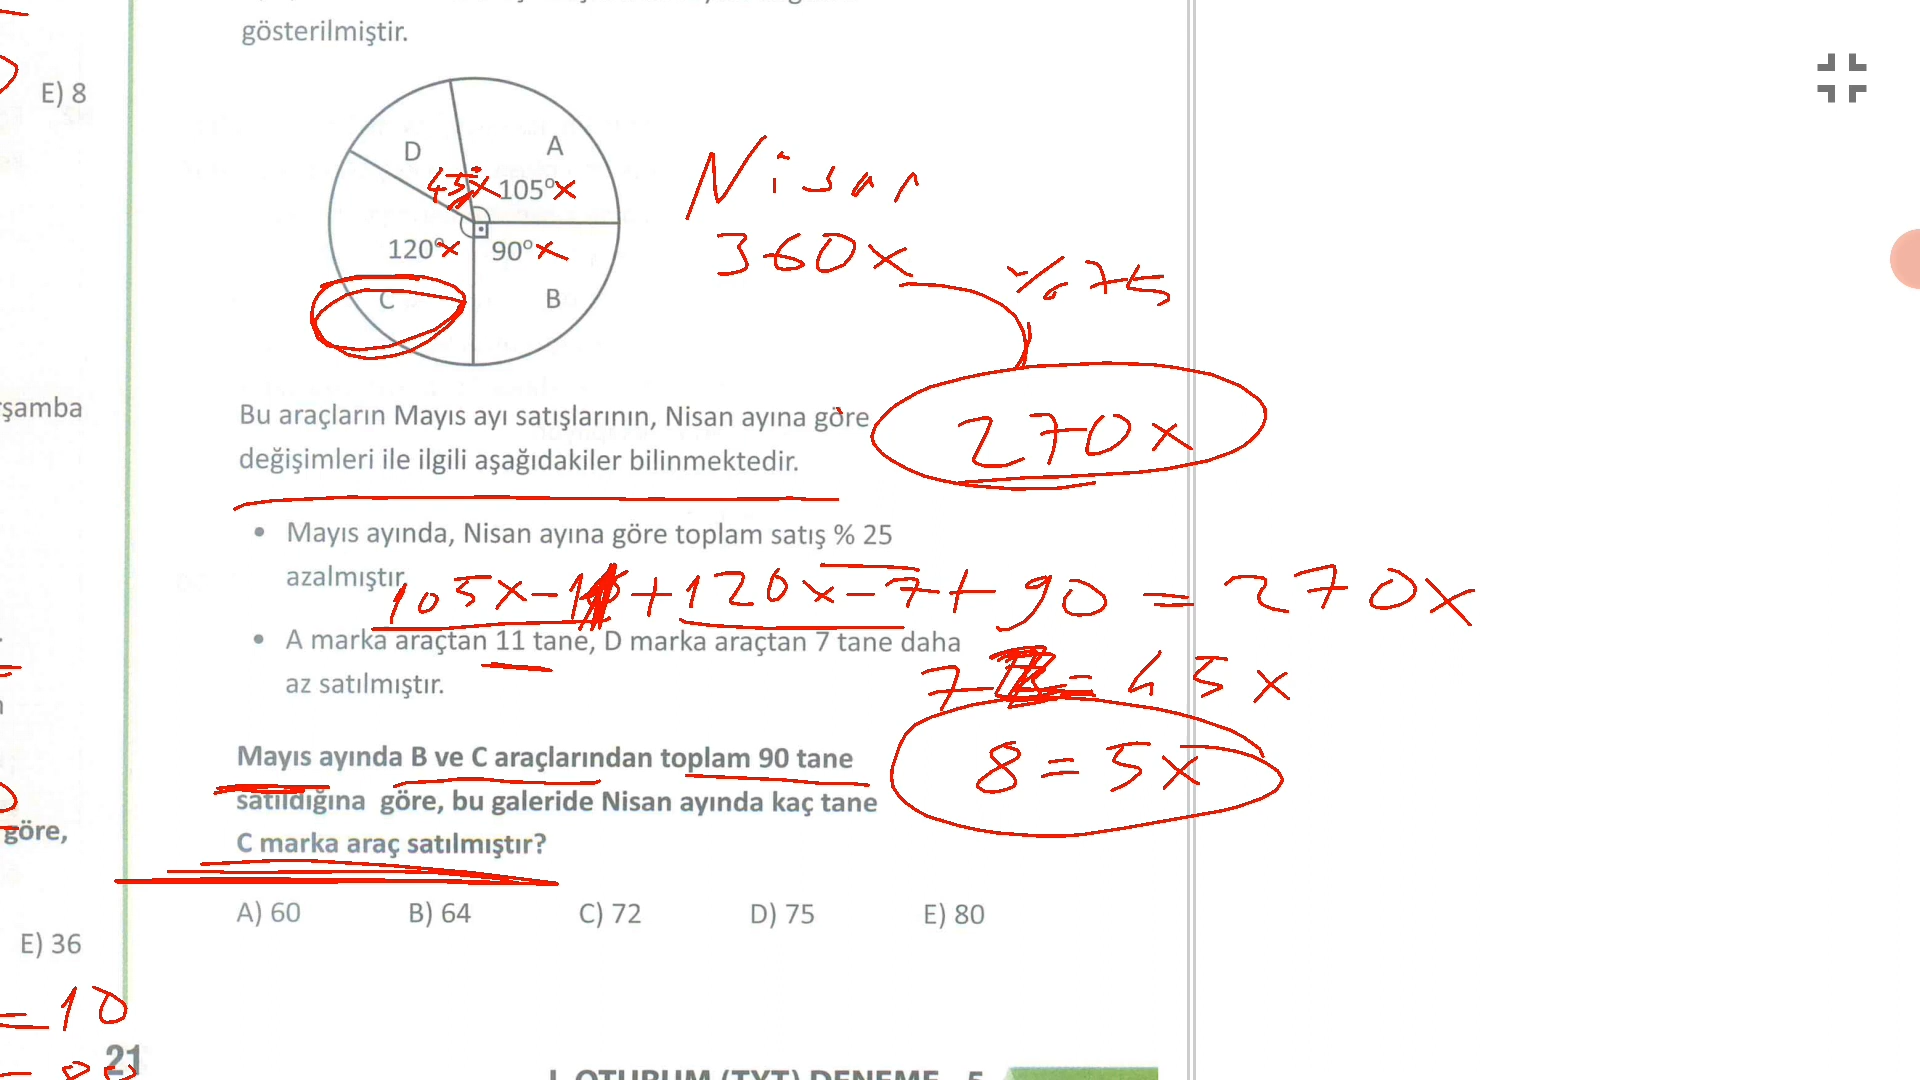 gösterilmiştir.
E) 8
D
A
45x
105°x
120°x
90°x
C
B
Nisan
360x
%75
270x
Bu araçların Mayıs ayı satışlarının, Nisan ayına göre
değişimleri ile ilgili aşağıdakiler bilinmektedir.
• Mayıs ayında, Nisan ayına göre toplam satış % 25
azalmıştır.
105x-11+120x-7+90=270x
• A marka araçtan 11 tane, D marka araçtan 7 tane daha
az satılmıştır.
72=45x
8=5x
Mayıs ayında B ve C araçlarından toplam 90 tane
satıldığına göre, bu galeride Nisan ayında kaç tane
C marka araç satılmıştır?
A) 60 B) 64 C) 72 D) 75 E) 80
rşamba
göre,
E) 36
=10
21
I. OTURUM (TYT) DENEME - 5